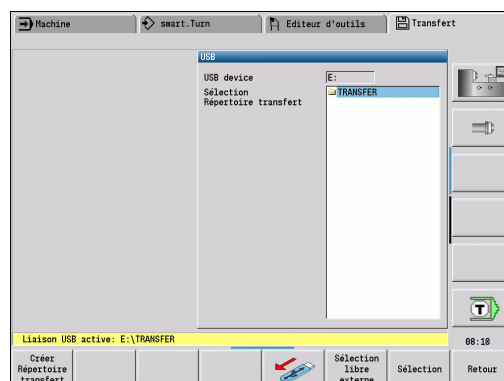 Machine
smart.Turn
Editeur d'outils
Transfert
USB
USB device
E:
Sélection
Répertoire transfert
TRANSFER
T
Liaison USB active: E:\TRANSFER
08:10
Créer
Répertoire
transfert
Sélection
libre
externe
Sélection
Retour